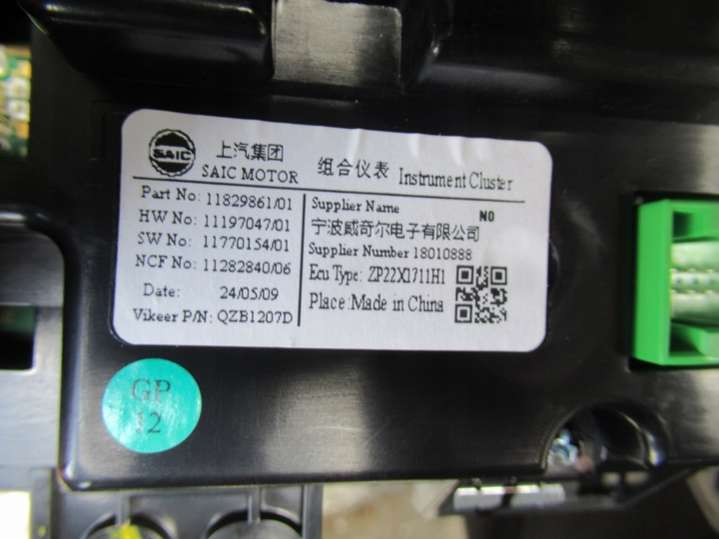 SAIC
上汽集团
SAIC MOTOR
组合仪表 Instrument Cluster
Part No: 11829861/01
HW No: 11197047/01
SW No: 11770154/01
NCF No: 11282840/06
Date: 24/05/09
Vikeer P/N: QZB1207D
Supplier Name N0
宁波威奇尔电子有限公司
Supplier Number 18010888
Ecu Type: ZP22X1711H1
Place:Made in China
GP
12